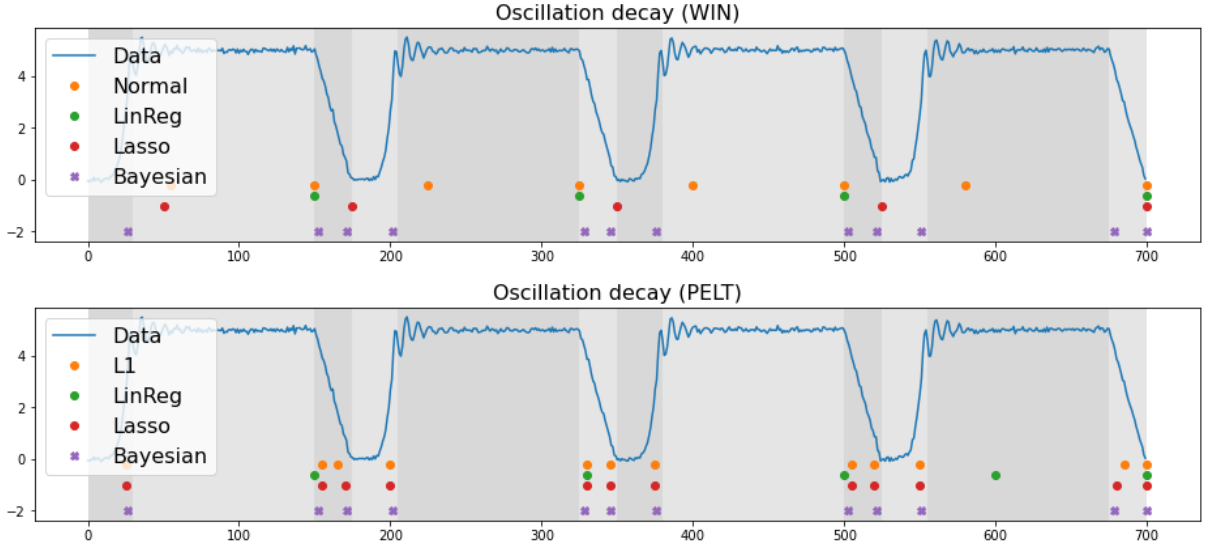 Oscillation decay (WIN)
Data
Normal
LinReg
Lasso
Bayesian
4
2
0
−2
0 100 200 300 400 500 600 700
Oscillation decay (PELT)
Data
L1
LinReg
Lasso
Bayesian
4
2
0
−2
0 100 200 300 400 500 600 700